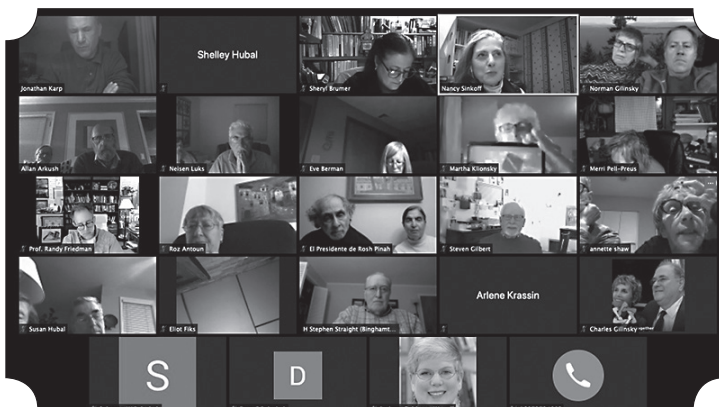 Jonathan Karp
Shelley Hubal
Sheryl Brumer
Nancy Sinkoff
Norman Gilinsky
Allan Arkush
Nelsen Luks
Eve Berman
Martha Klionsky
Merri Pell-Preus
Prof. Randy Friedman
Roz Antoun
El Presidente de Rosh Pinah
Steven Gilbert
annette shaw
Susan Hubal
Eliot Fiks
H Stephen Straight (Binghamt...
Arlene Krassin
Charles Gilinsky
S
D